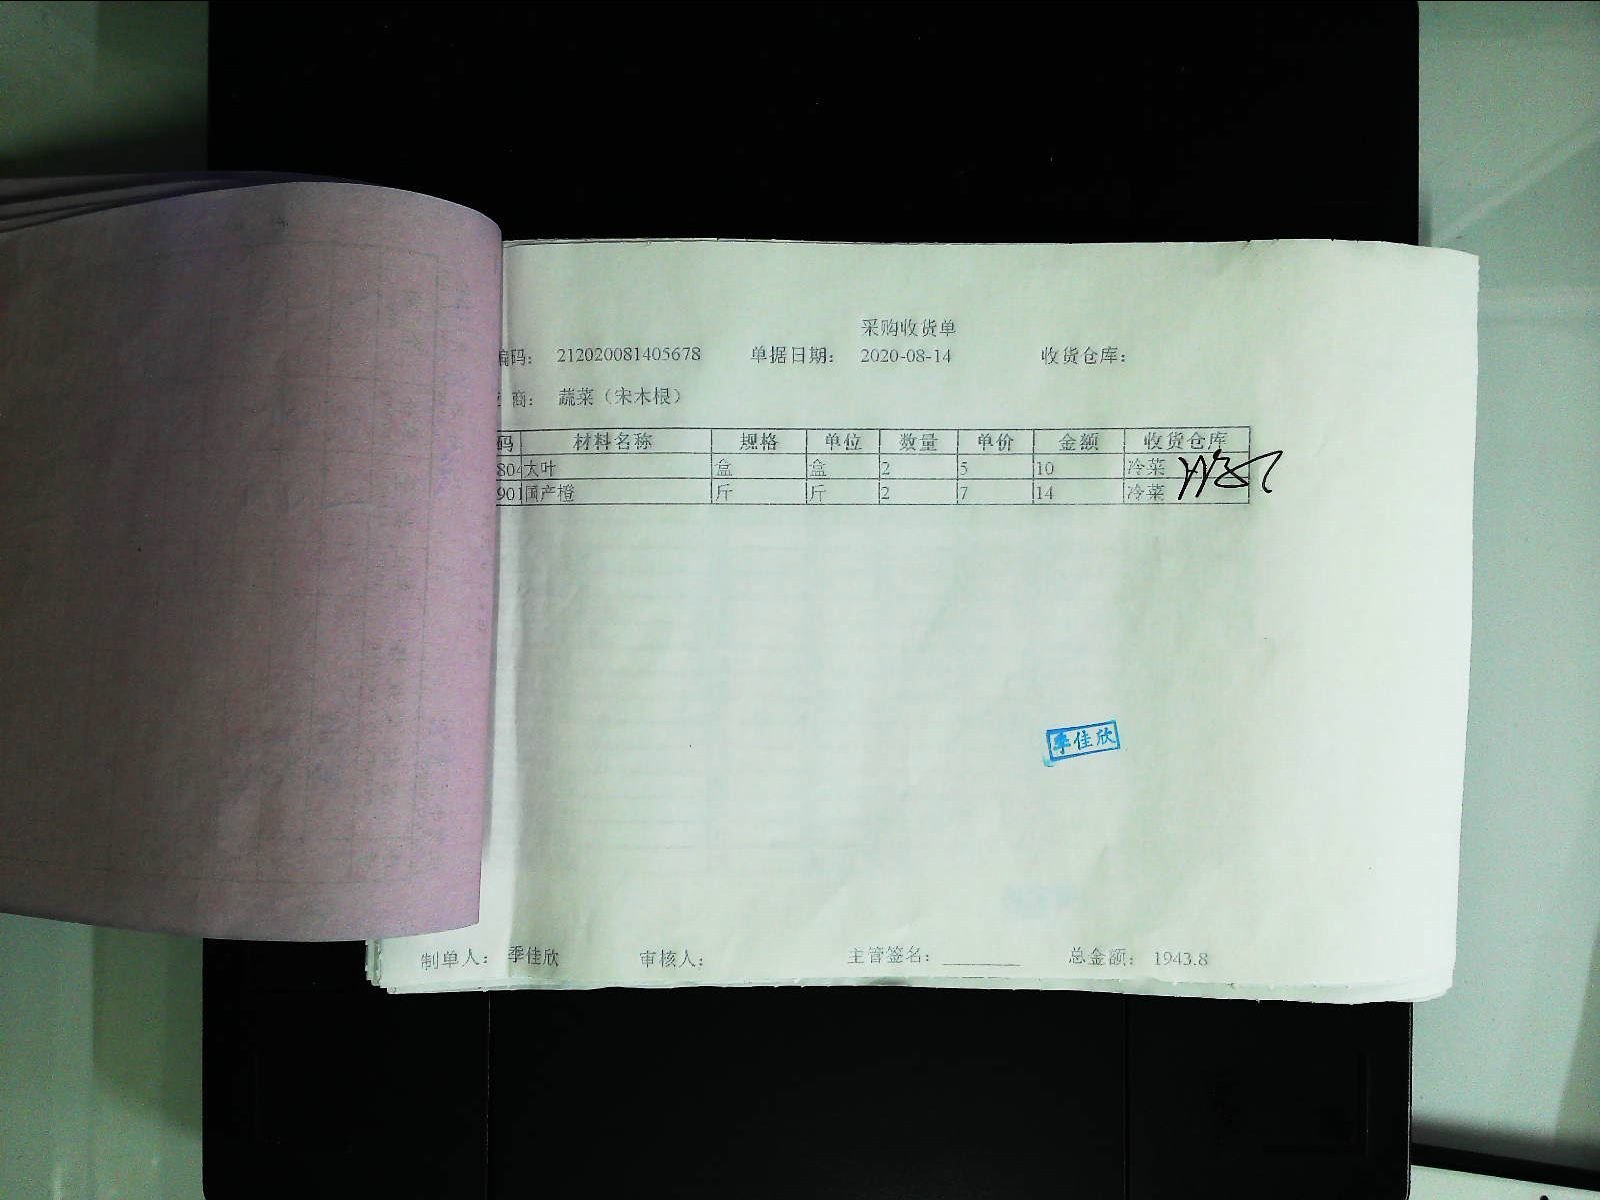 采购收货单
编码： 212020081405678 单据日期： 2020-08-14 收货仓库：
商： 蔬菜（宋木根）
码 材料名称 规格 单位 数量 单价 金额 收货仓库
804 大叶 盒 盒 2 5 10 冷菜
901 国产橙 斤 斤 2 7 14 冷菜
季佳欣
制单人： 季佳欣 审核人： 主管签名：________ 总金额： 1943.8